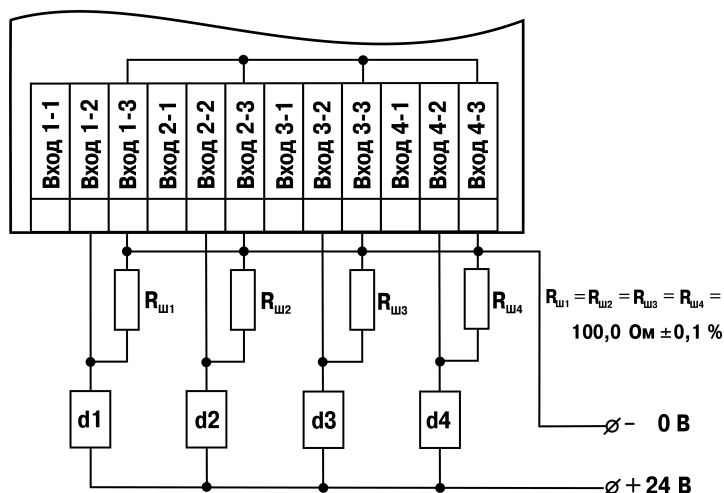 Вход 1-1
Вход 1-2
Вход 1-3
Вход 2-1
Вход 2-2
Вход 2-3
Вход 3-1
Вход 3-2
Вход 3-3
Вход 4-1
Вход 4-2
Вход 4-3
Rш1
Rш2
Rш3
Rш4
Rш1 = Rш2 = Rш3 = Rш4 =
100,0 Ом ±0,1 %
d1
d2
d3
d4
- 0 В
+ 24 В